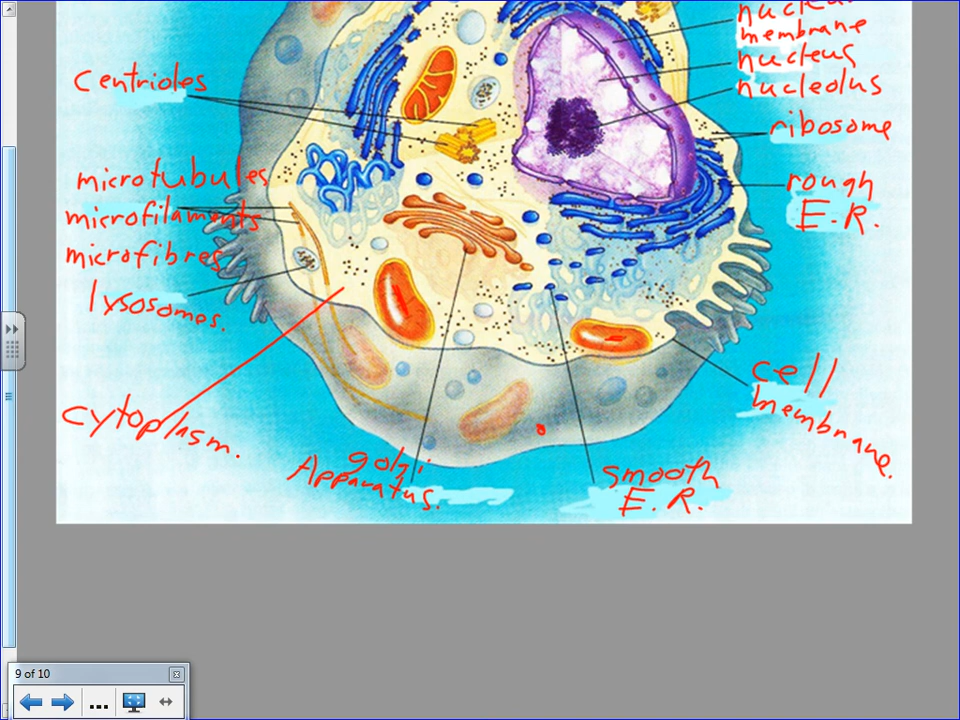 membrane
nucleus
nucleolus
Centrioles
ribosome
microtubules
microfilaments
microfibres
lysosomes.
rough
E.R.
cytoplasm.
golgi
Apparatus.
smooth
E.R.
cell
membrane.
9 of 10
...